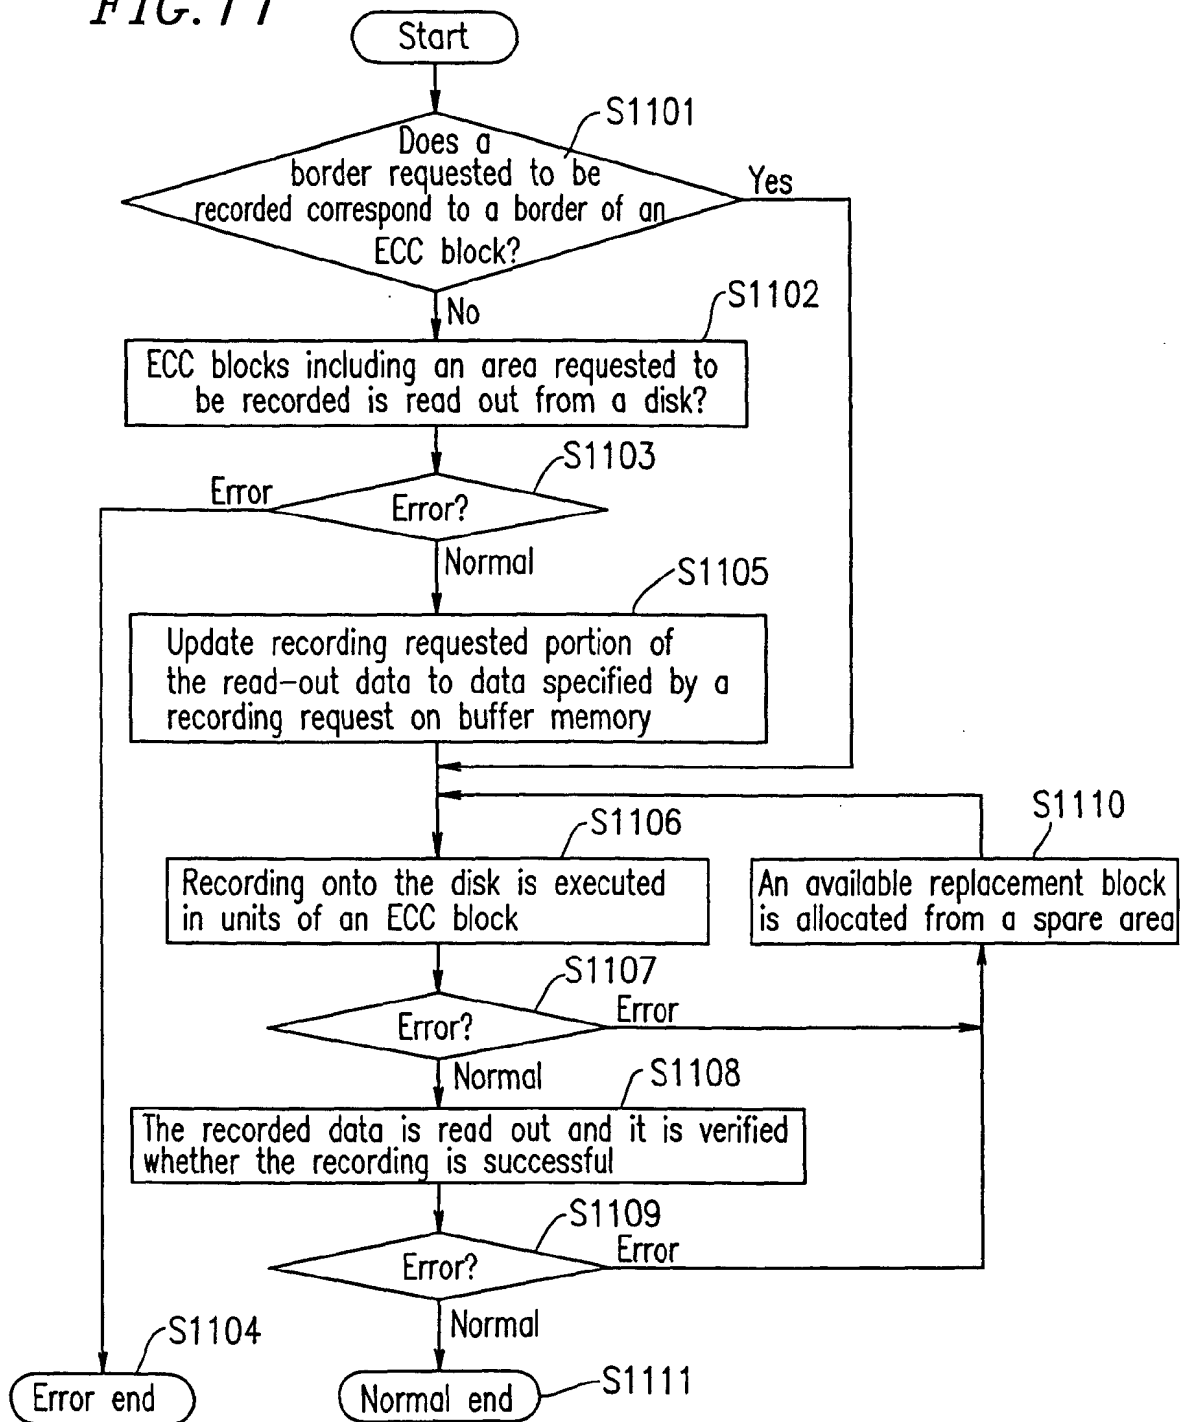 FIG. 11
Start
S1101
Does a
border requested to be
recorded correspond to a border of an
ECC block?
Yes
No
S1102
ECC blocks including an area requested to
be recorded is read out from a disk?
S1103
Error
Error?
Normal
S1105
Update recording requested portion of
the read-out data to data specified by a
recording request on buffer memory
S1106
S1110
Recording onto the disk is executed
in units of an ECC block
An available replacement block
is allocated from a spare area
S1107
Error?
Error
Normal
S1108
The recorded data is read out and it is verified
whether the recording is successful
S1109
Error?
Error
Normal
S1104
Error end
Normal end
S1111